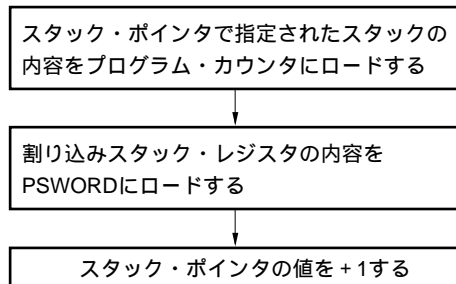 スタック・ポインタで指定されたスタックの
内容をプログラム・カウンタにロードする
割り込みスタック・レジスタの内容を
PSWORDにロードする
スタック・ポインタの値を+1する